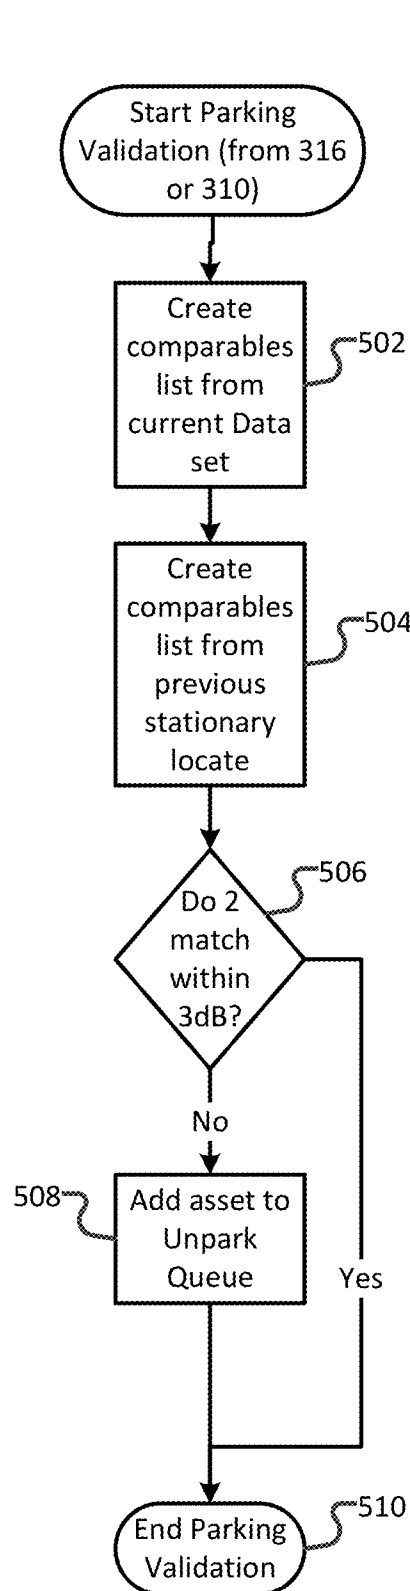 Start Parking
Validation (from 316
or 310)
Create
comparables
list from
current Data
set
502
Create
comparables
list from
previous
stationary
locate
504
Do 2
match
within
3dB?
506
No
508
Add asset to
Unpark
Queue
Yes
End Parking
Validation
510